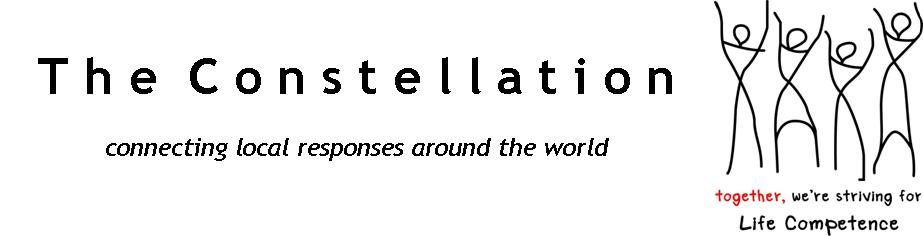 The Constellation
connecting local responses around the world
together, we're striving for
Life Competence